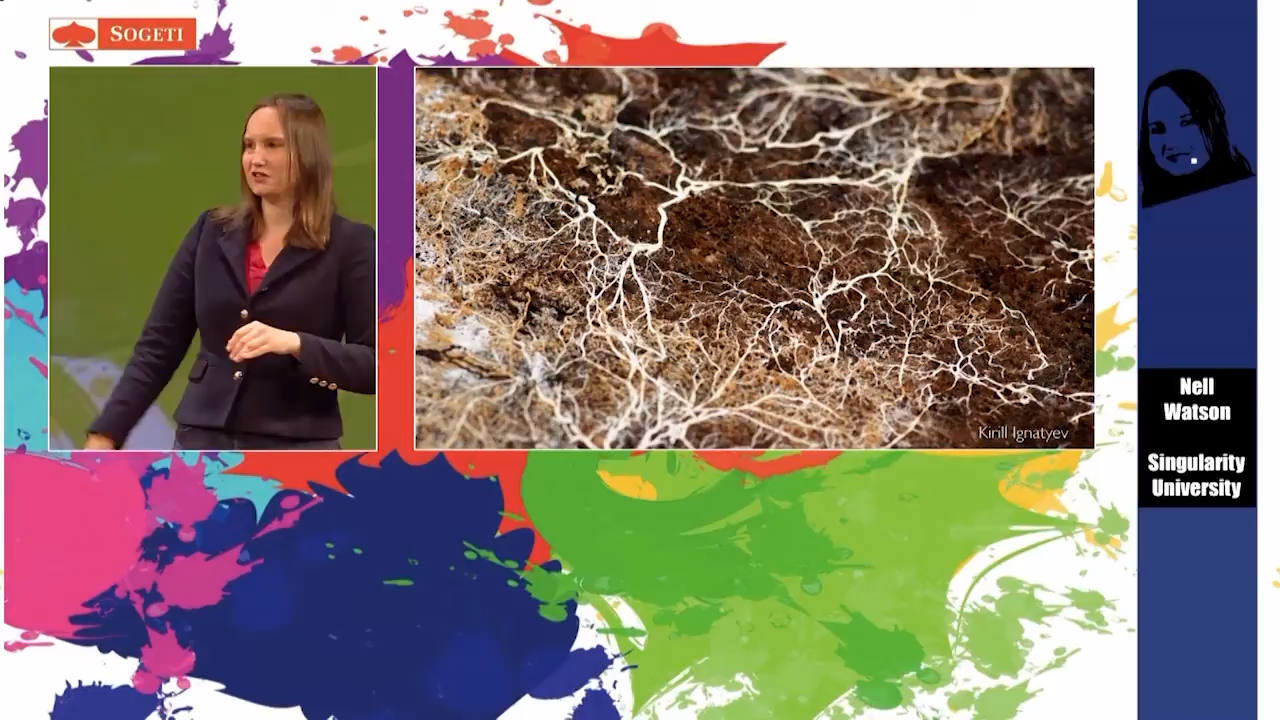 SOGETI
Kirill Ignatyev
Nell
Watson
Singularity
University